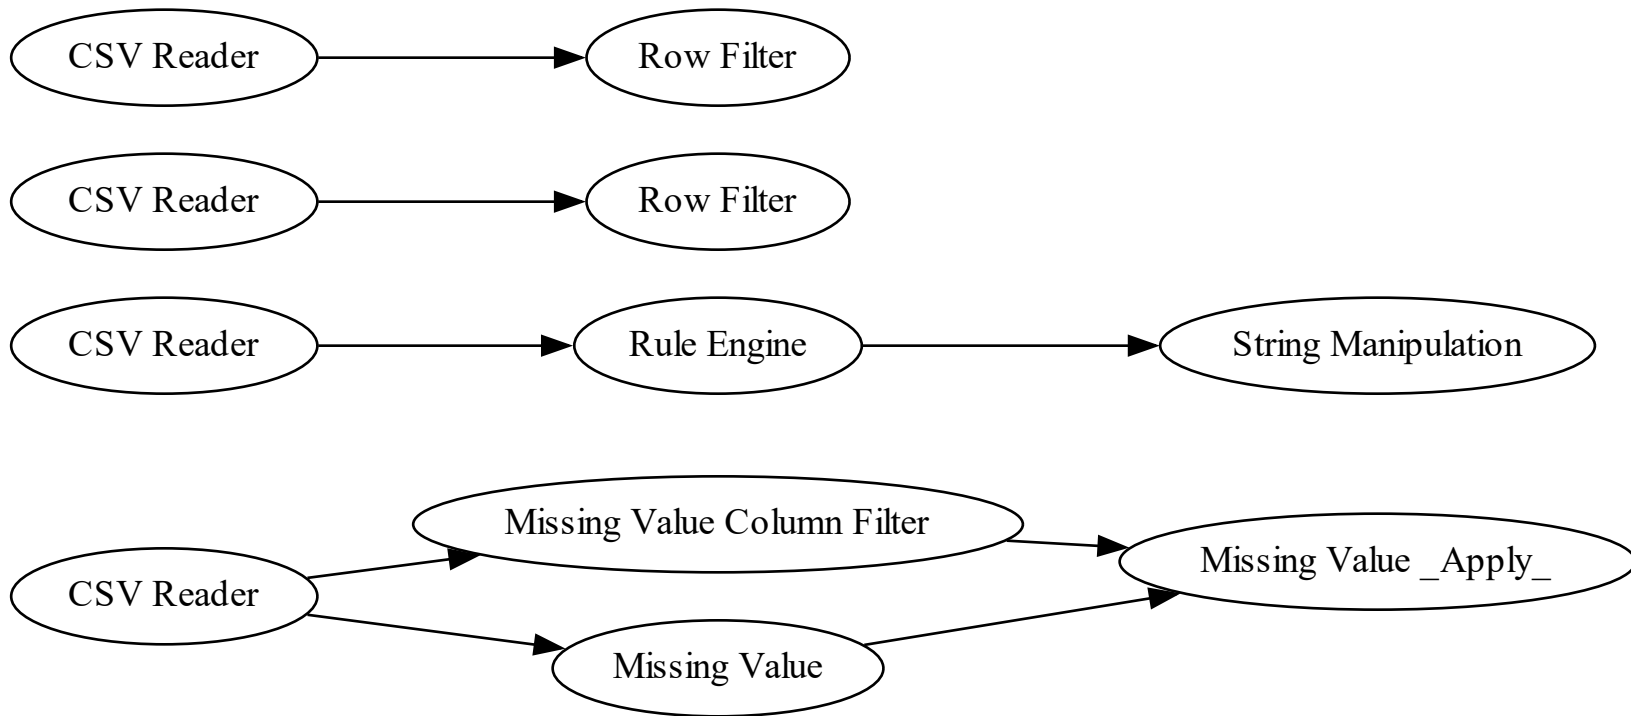 CSV Reader
Row Filter
CSV Reader
Row Filter
CSV Reader
Rule Engine
String Manipulation
Missing Value Column Filter
Missing Value _Apply_
CSV Reader
Missing Value